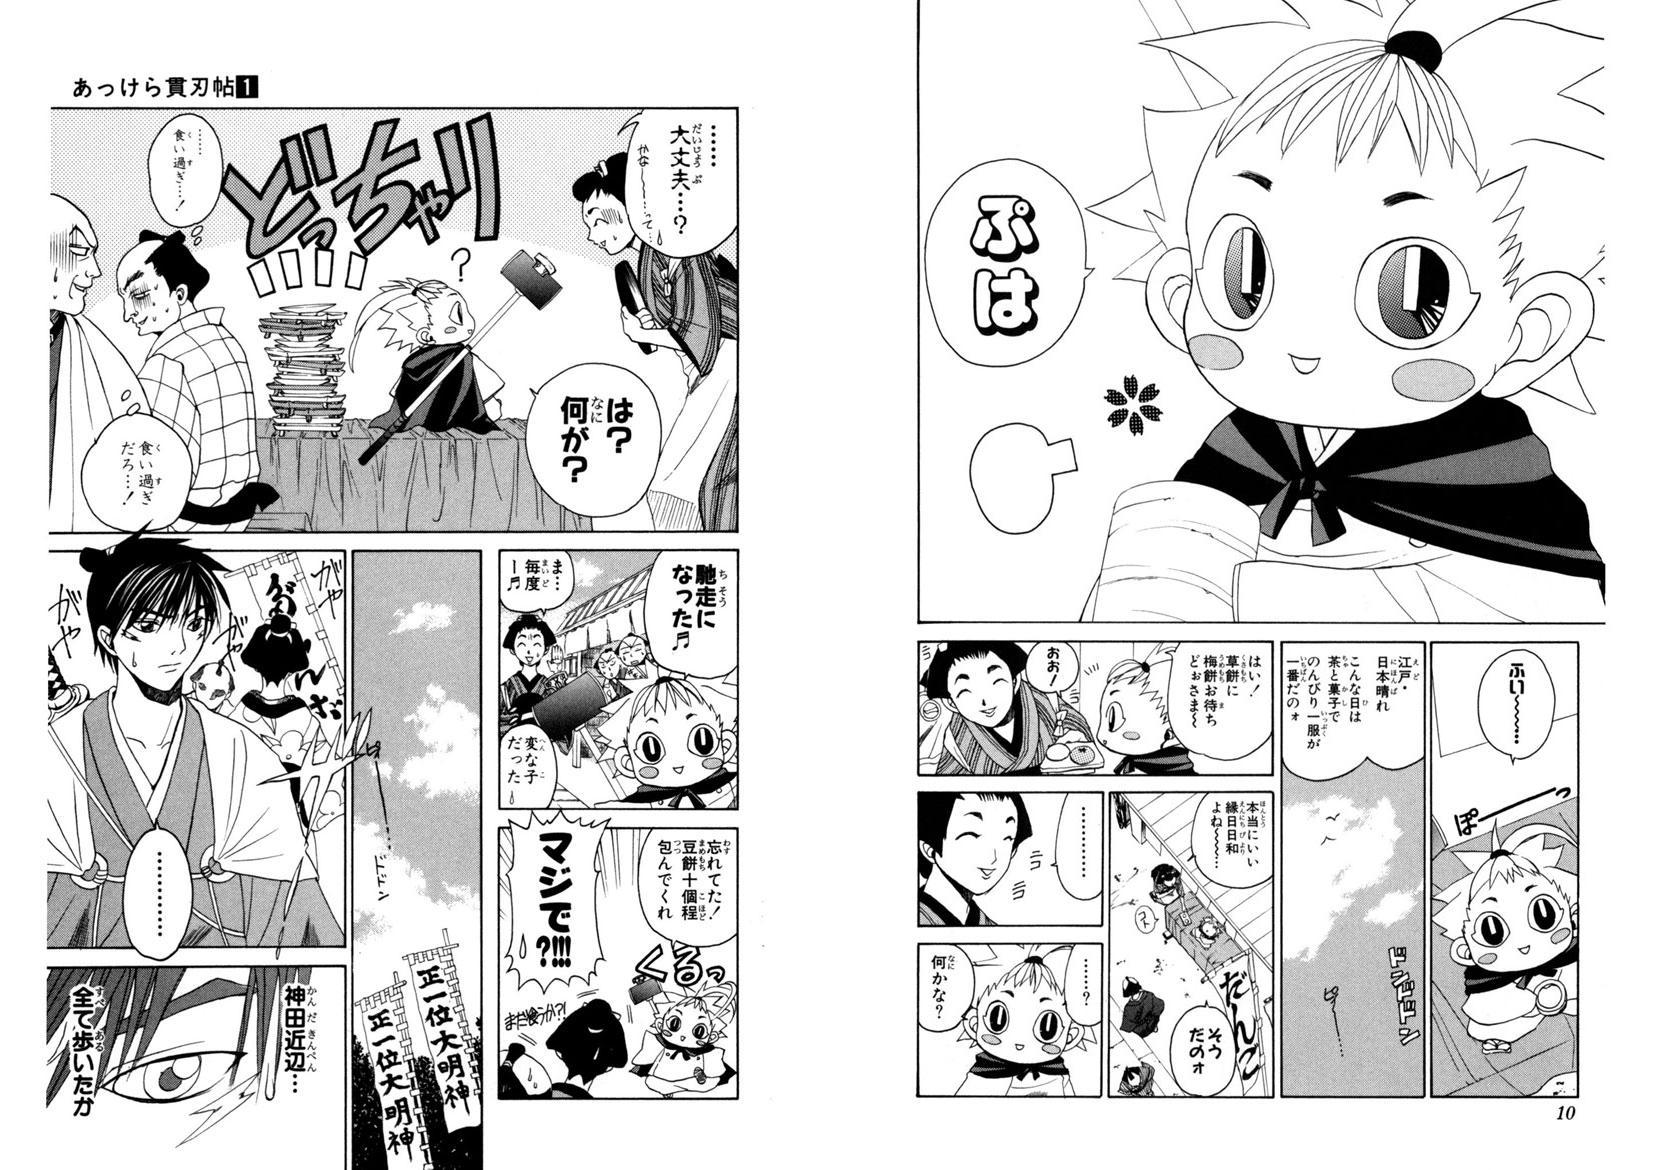 ぷは
ふい〜〜〜…
ぽ———っ
江戸・
日本晴れ
こんな日は
茶と菓子で
のんびり一服が
一番だのォ
ドンドドドン
ピ…
はい!
草餅に
梅餅お待ち
どぉさま〜
おお!
本当にいい
縁日日和
よね〜〜…
そう
だのォ
だんご
………
……?
何かな?
10
あっけら貫刃帖1
……
大丈夫…?
かな…って…
どっちゃり
?
は?
何が?
……
食い過ぎ…!
食い過ぎ
だろ…!
馳走に
なった♬
ま…
毎度
ー♬
変な子
だった
忘れてた!
豆餅十個程
包んでくれ
くるっ
マジで
?!!!
まだ喰うか?!
ドドン
正一位大明神
正一位大明神
がや
がや
だんご
…………
神田近辺…
全て歩いたか